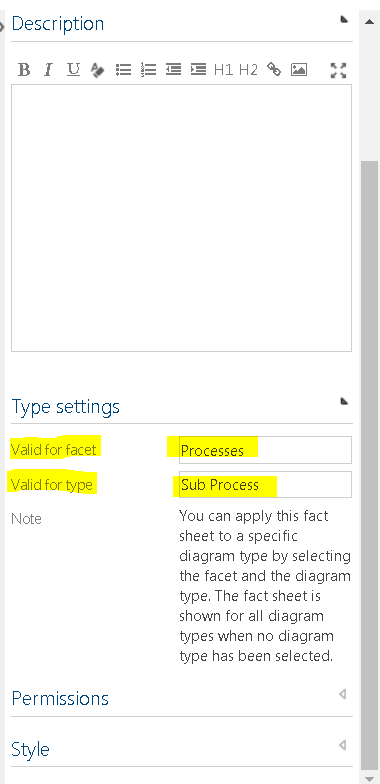 Description
B I U H1 H2
Type settings
Valid for facet Processes
Valid for type Sub Process
Note You can apply this fact
sheet to a specific
diagram type by selecting
the facet and the diagram
type. The fact sheet is
shown for all diagram
types when no diagram
type has been selected.
Permissions
Style